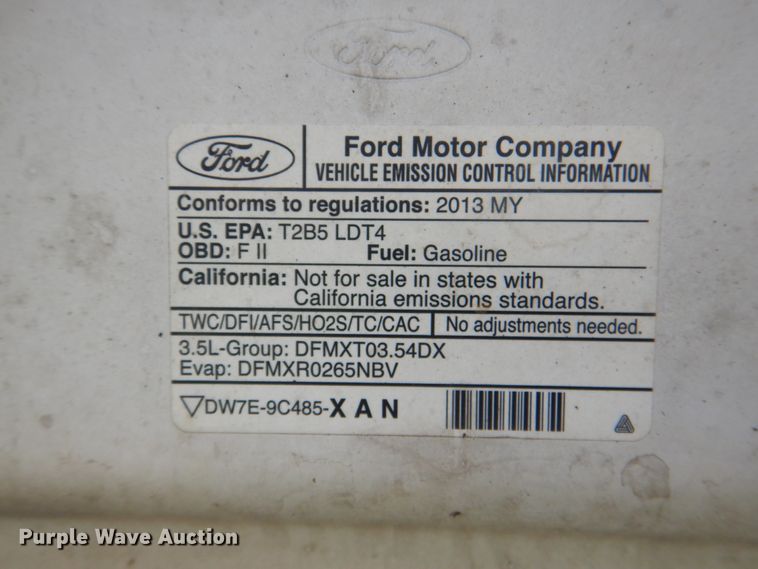 Ford
Ford
Ford Motor Company
VEHICLE EMISSION CONTROL INFORMATION
Conforms to regulations: 2013 MY
U.S. EPA: T2B5 LDT4
OBD: F II Fuel: Gasoline
California: Not for sale in states with
California emissions standards.
TWC/DFI/AFS/HO2S/TC/CAC No adjustments needed.
3.5L-Group: DFMXT03.54DX
Evap: DFMXR0265NBV
DW7E-9C485-XAN
Purple Wave Auction